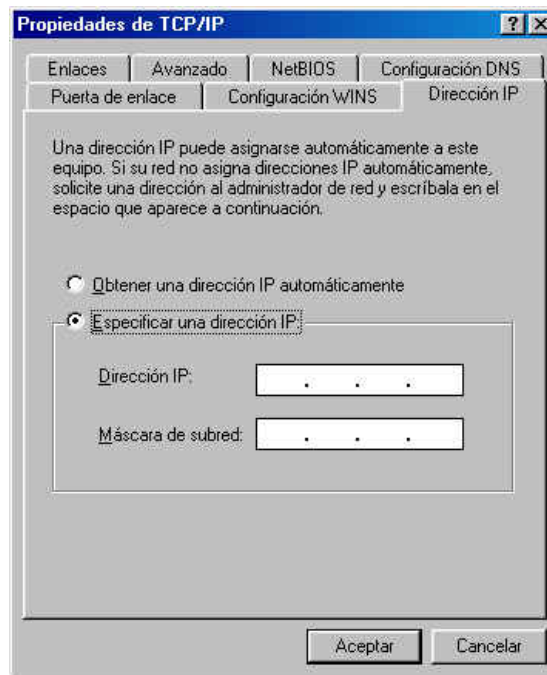 Propiedades de TCP/IP
Enlaces Avanzado NetBIOS Configuración DNS
Puerta de enlace Configuración WINS Dirección IP
Una dirección IP puede asignarse automáticamente a este
equipo. Si su red no asigna direcciones IP automáticamente,
solicite una dirección al administrador de red y escríbala en el
espacio que aparece a continuación.
Obtener una dirección IP automáticamente
Especificar una dirección IP:
Dirección IP: . . .
Máscara de subred: . . .
Aceptar Cancelar